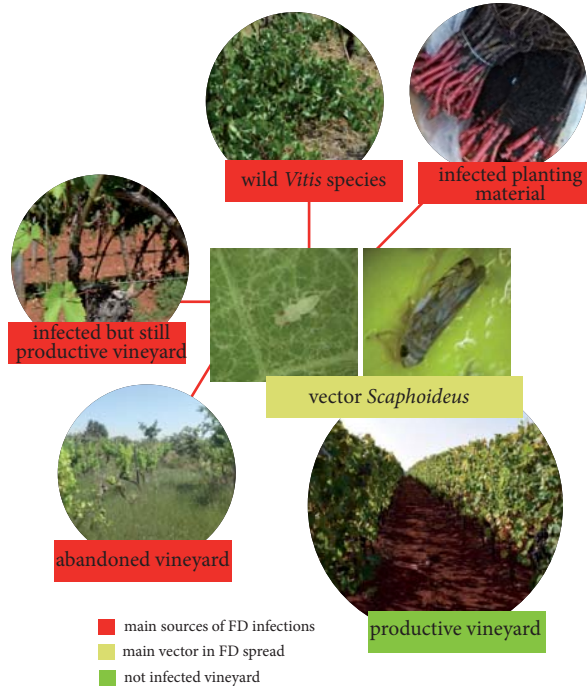 wild Vitis species
infected planting
material
infected but still
productive vineyard
vector Scaphoideus
abandoned vineyard
productive vineyard
main sources of FD infections
main vector in FD spread
not infected vineyard